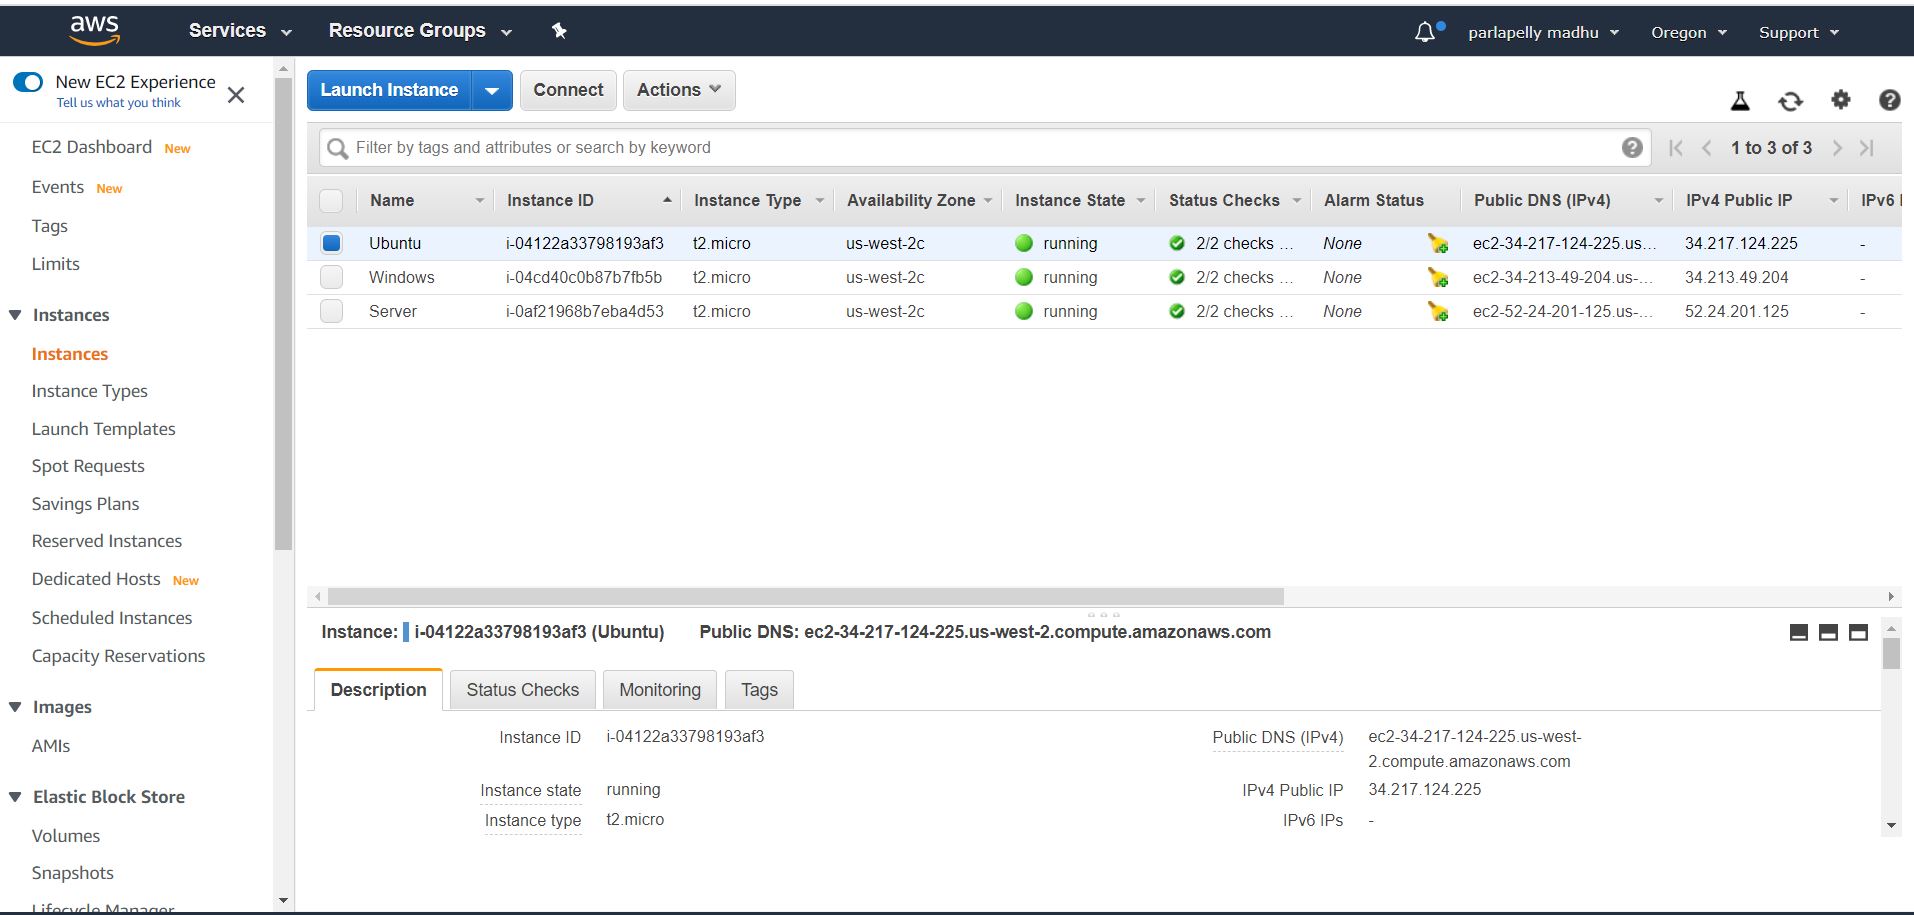 aws Services Resource Groups parlapelly madhu Oregon Support
New EC2 Experience
Tell us what you think
EC2 Dashboard New
Events New
Tags
Limits
Instances
Instances
Instance Types
Launch Templates
Spot Requests
Savings Plans
Reserved Instances
Dedicated Hosts New
Scheduled Instances
Capacity Reservations
Images
AMIs
Elastic Block Store
Volumes
Snapshots
Lifecycle Manager
Launch Instance Connect Actions
Filter by tags and attributes or search by keyword 1 to 3 of 3
Name Instance ID Instance Type Availability Zone Instance State Status Checks Alarm Status Public DNS (IPv4) IPv4 Public IP IPv6
Ubuntu i-04122a33798193af3 t2.micro us-west-2c running 2/2 checks ... None ec2-34-217-124-225.us... 34.217.124.225 -
Windows i-04cd40c0b87b7fb5b t2.micro us-west-2c running 2/2 checks ... None ec2-34-213-49-204.us-... 34.213.49.204 -
Server i-0af21968b7eba4d53 t2.micro us-west-2c running 2/2 checks ... None ec2-52-24-201-125.us-... 52.24.201.125 -
Instance: i-04122a33798193af3 (Ubuntu) Public DNS: ec2-34-217-124-225.us-west-2.compute.amazonaws.com
Description Status Checks Monitoring Tags
Instance ID i-04122a33798193af3 Public DNS (IPv4) ec2-34-217-124-225.us-west-
2.compute.amazonaws.com
Instance state running IPv4 Public IP 34.217.124.225
Instance type t2.micro IPv6 IPs -